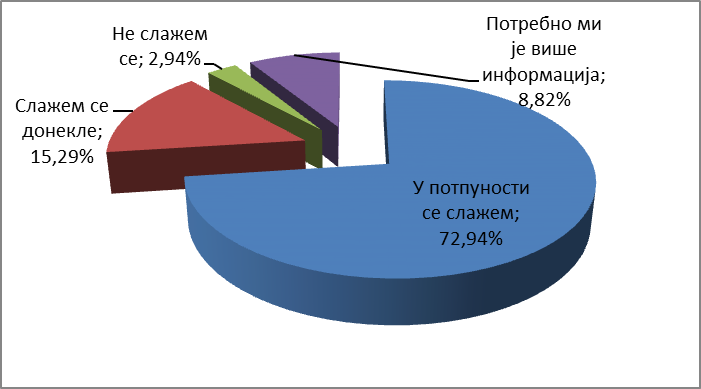 Не слажем
се; 2,94%
Потребно ми
је више
информација;
8,82%
Слажем се
донекле;
15,29%
У потпуности
се слажем;
72,94%